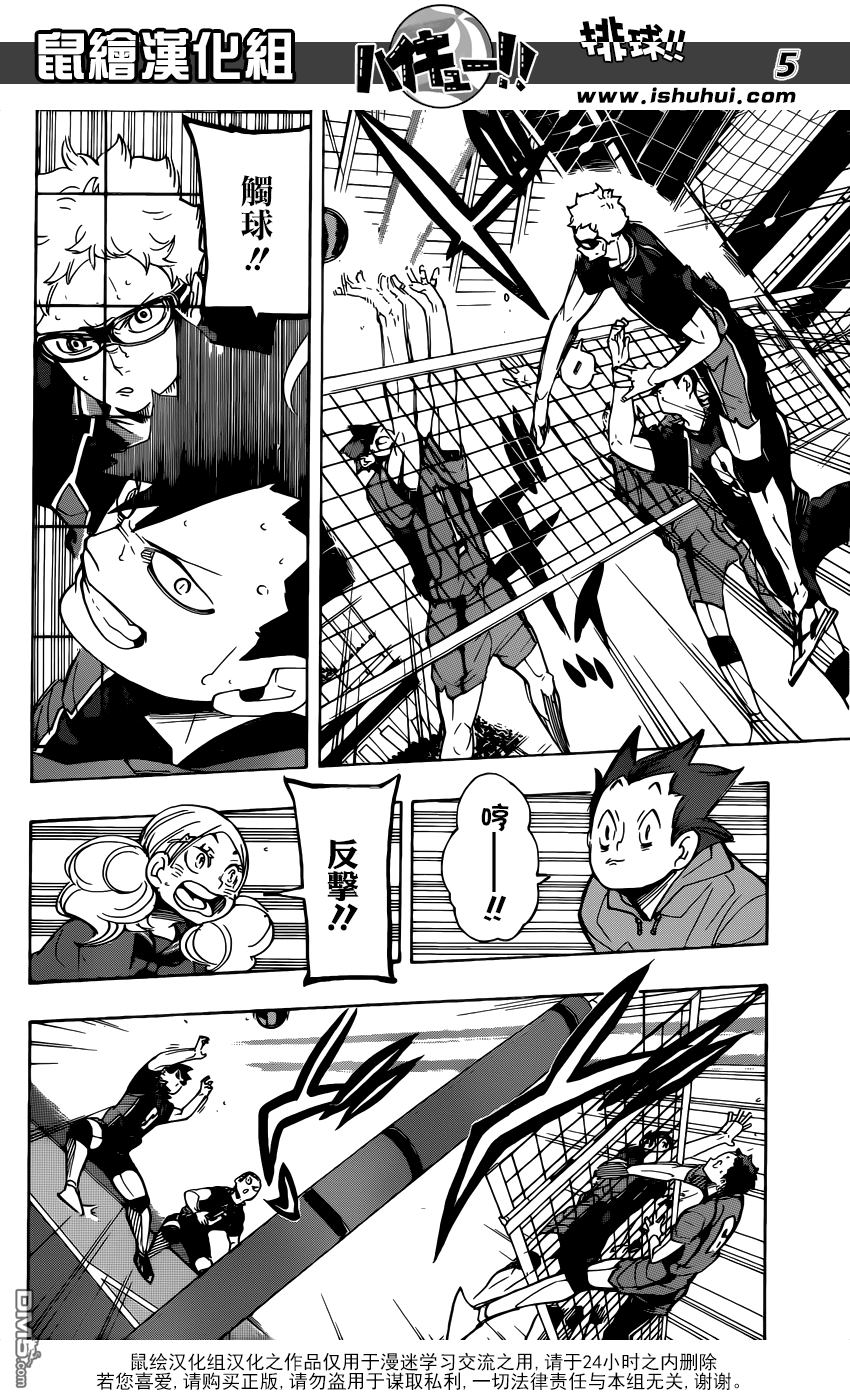 鼠繪漢化組
ハイキュー!!
排球!!
5
www.ishuhui.com
觸球!!
哼——!!
反擊!!
DM5.com
鼠绘汉化组汉化之作品仅用于漫迷学习交流之用,请于24小时之内删除
若您喜爱,请购买正版,请勿盗用于谋取私利,一切法律责任与本组无关,谢谢。